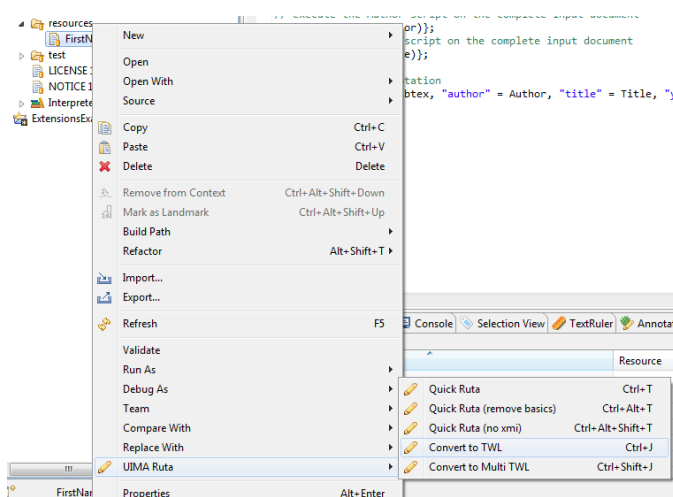 // execute the Author script on the complete input document
resources
or)};
FirstN
New
script on the complete input document
e)};
test
Open
LICENSE
Open With
tation
NOTICE
Source
btex, "author" = Author, "title" = Title, "y
Interprete
ExtensionsExa
Copy Ctrl+C
Paste Ctrl+V
Delete Delete
Remove from Context Ctrl+Alt+Shift+Down
Mark as Landmark Ctrl+Alt+Shift+Up
Build Path
Refactor Alt+Shift+T
Import...
Export...
Refresh F5
Console Selection View TextRuler Annota
Validate
Resource
Run As
Debug As
Quick Ruta Ctrl+T
Team
Quick Ruta (remove basics) Ctrl+Alt+T
Compare With
Quick Ruta (no xmi) Ctrl+Alt+Shift+T
Replace With
Convert to TWL Ctrl+J
UIMA Ruta
Convert to Multi TWL Ctrl+Shift+J
FirstNar
Properties Alt+Enter